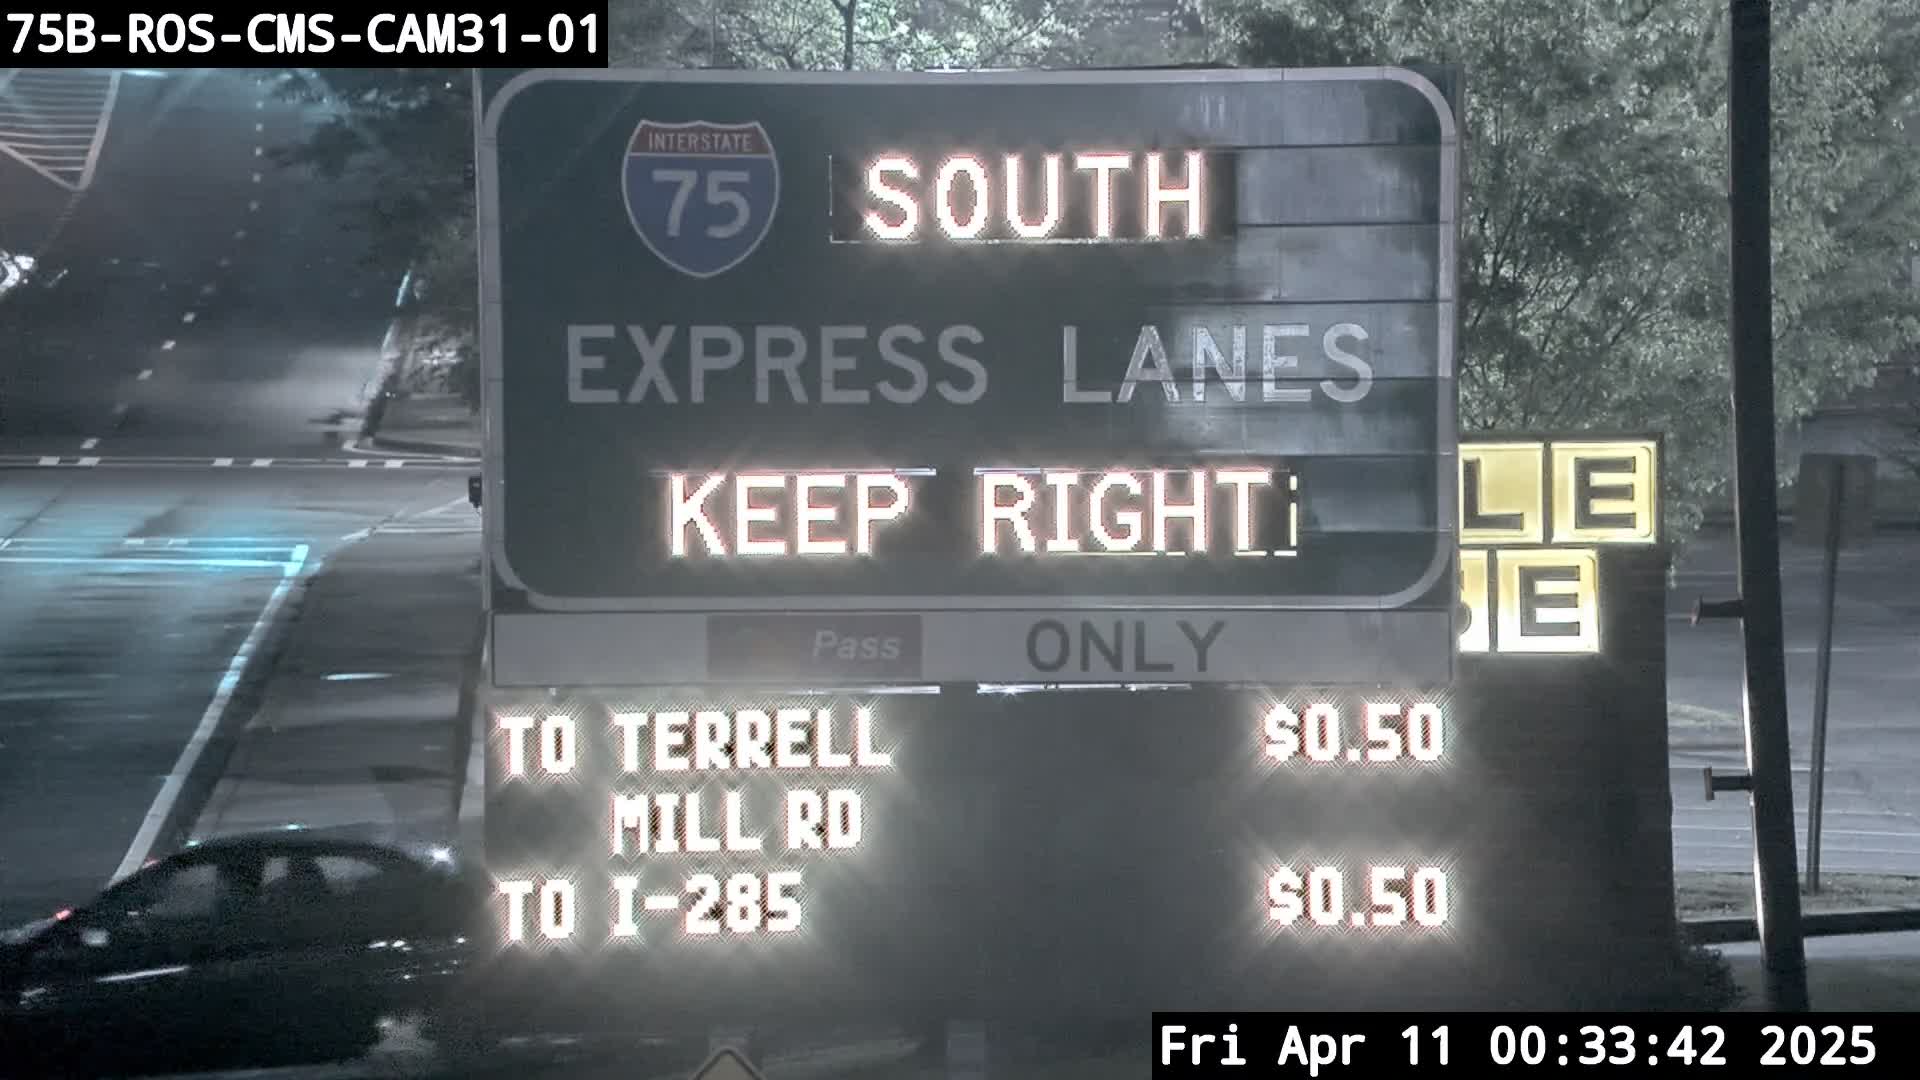 75B-ROS-CMS-CAM31-01
INTERSTATE
75
SOUTH
EXPRESS LANES
KEEP RIGHT
Pass ONLY
LE
E
TO TERRELL $0.50
MILL RD
TO I-285 $0.50
Fri Apr 11 00:33:42 2025